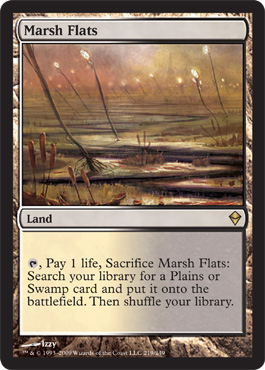 Marsh Flats
Land
, Pay 1 life, Sacrifice Marsh Flats:
Search your library for a Plains or
Swamp card and put it onto the
battlefield. Then shuffle your library.
Izzy
™ & © 1993–2009 Wizards of the Coast LLC 219/249